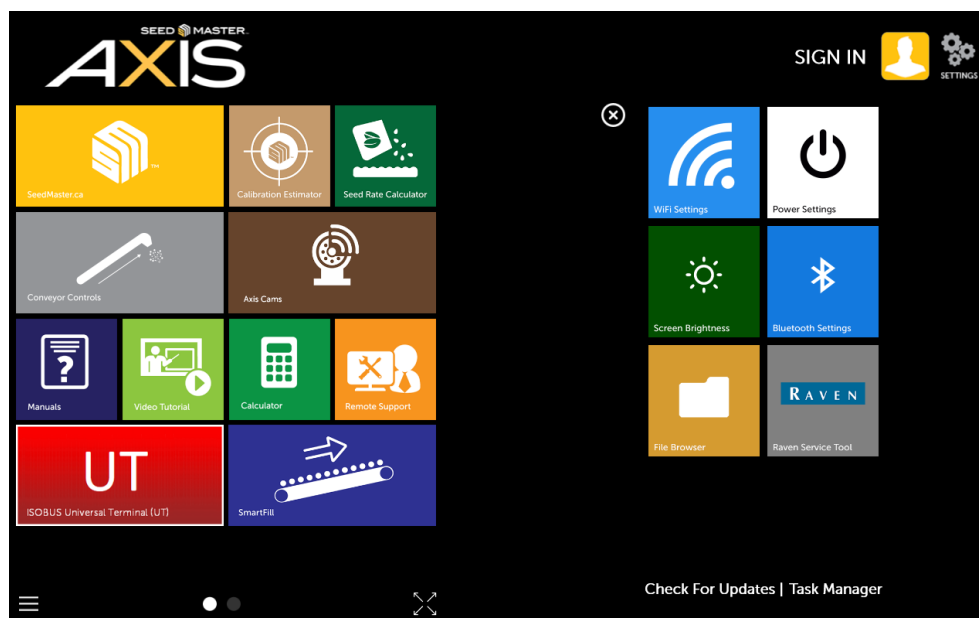 SEED MASTER
AXIS
SIGN IN
SETTINGS
SeedMaster.ca
Calibration Estimator
Seed Rate Calculator
WiFi Settings
Power Settings
Conveyor Controls
Axis Cams
Screen Brightness
Bluetooth Settings
?
Manuals
Video Tutorial
Calculator
Remote Support
RAVEN
File Browser
Raven Service Tool
UT
ISOBUS Universal Terminal (UT)
SmartFill
Check For Updates | Task Manager